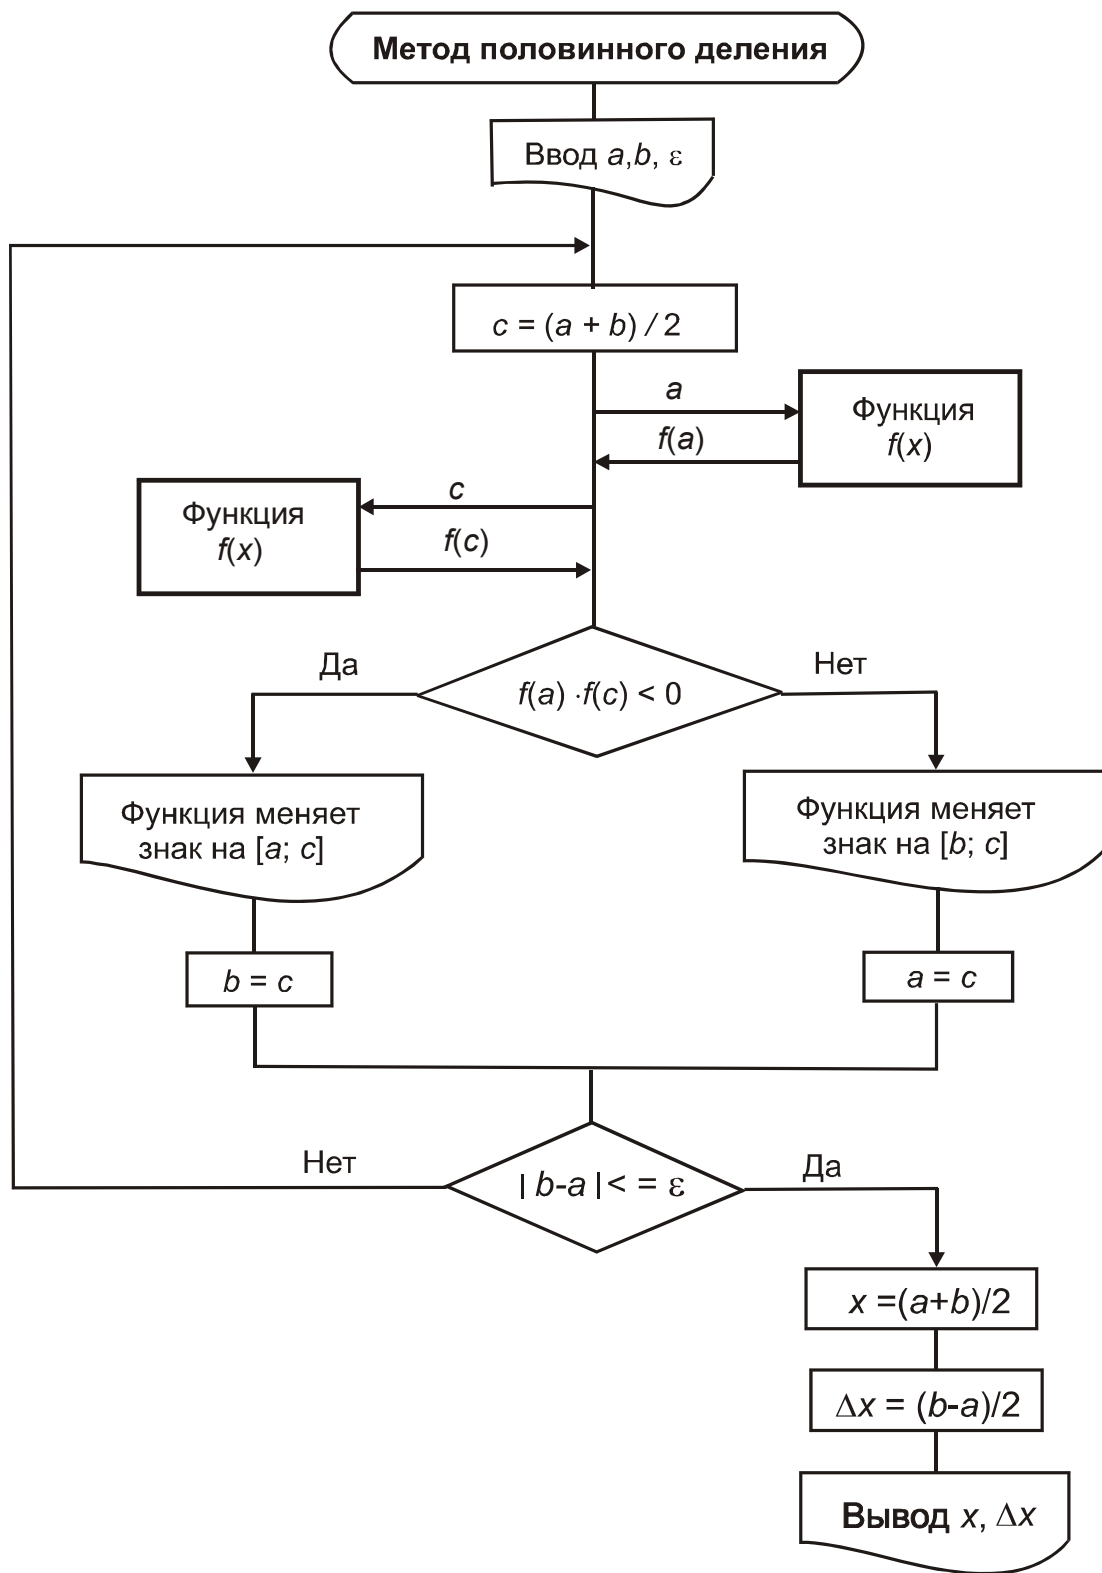 Метод половинного деления
Ввод a,b, ε
c = (a + b) / 2
a
Функция
f(x)
f(a)
c
Функция
f(x)
f(c)
Да
Нет
f(a) ·f(c) < 0
Функция меняет
знак на [a; c]
Функция меняет
знак на [b; c]
b = c
a = c
Нет
Да
| b-a | < = ε
x =(a+b)/2
Δx = (b-a)/2
Вывод x, Δx